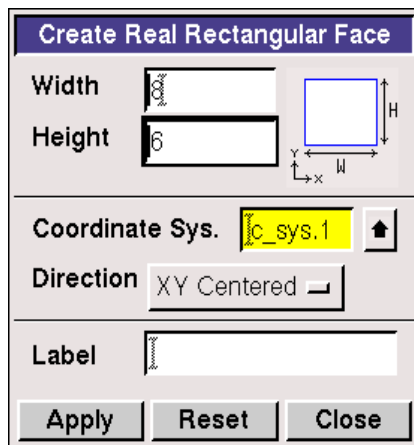 Create Real Rectangular Face
Width 8
Height 6
H
Y
W
X
Coordinate Sys. c_sys.1
Direction XY Centered
Label
Apply Reset Close